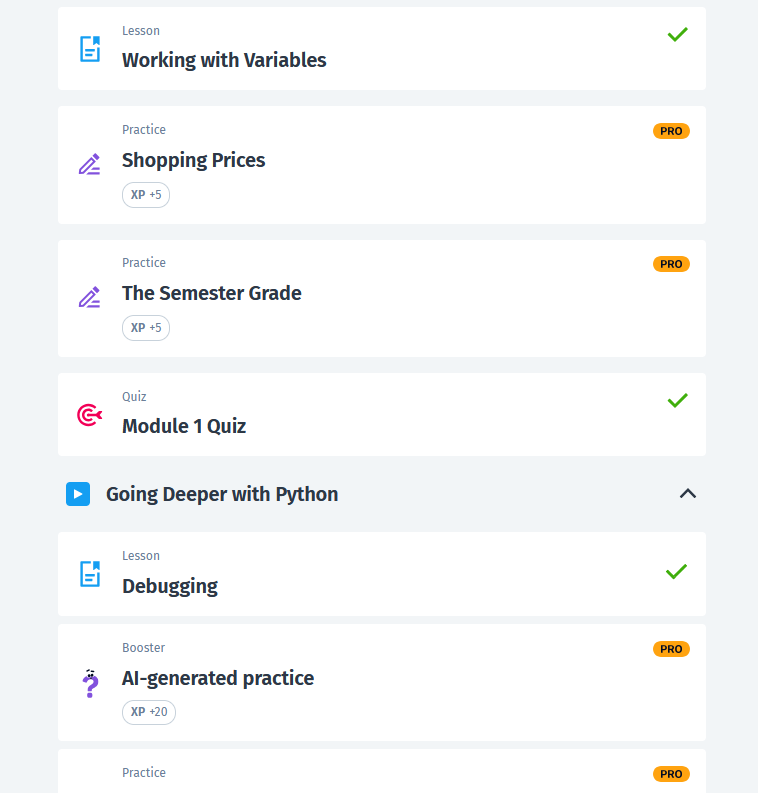 Lesson
Working with Variables
Practice
PRO
Shopping Prices
XP +5
Practice
PRO
The Semester Grade
XP +5
Quiz
Module 1 Quiz
Going Deeper with Python
Lesson
Debugging
Booster
PRO
AI-generated practice
XP +20
Practice
PRO